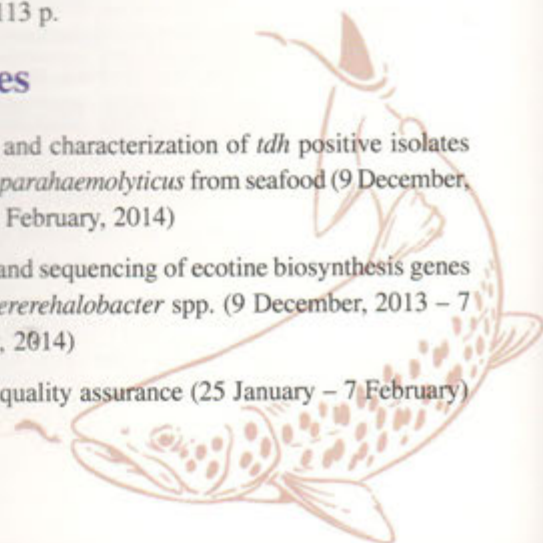 113 p.
es
and characterization of tdh positive isolates
parahaemolyticus from seafood (9 December,
February, 2014)
and sequencing of ecotine biosynthesis genes
ererehalobacter spp. (9 December, 2013 – 7
, 2014)
quality assurance (25 January – 7 February)